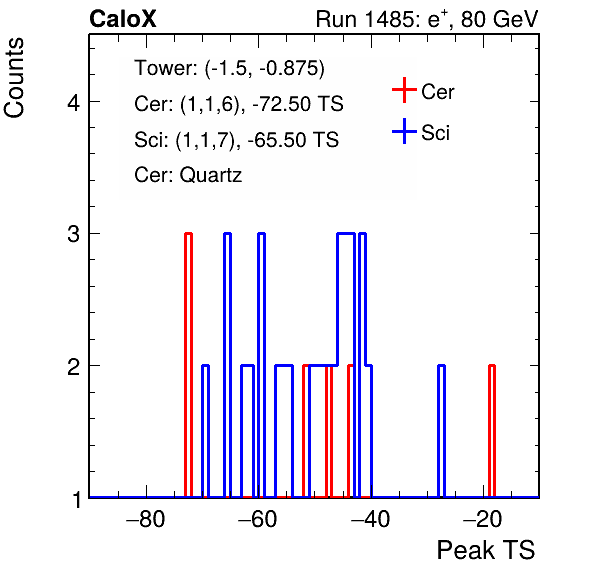 CaloX
Run 1485: e+, 80 GeV
Counts
Tower: (-1.5, -0.875)
Cer: (1,1,6), -72.50 TS
Sci: (1,1,7), -65.50 TS
Cer: Quartz
Cer
Sci
4
3
2
1
−80 −60 −40 −20
Peak TS